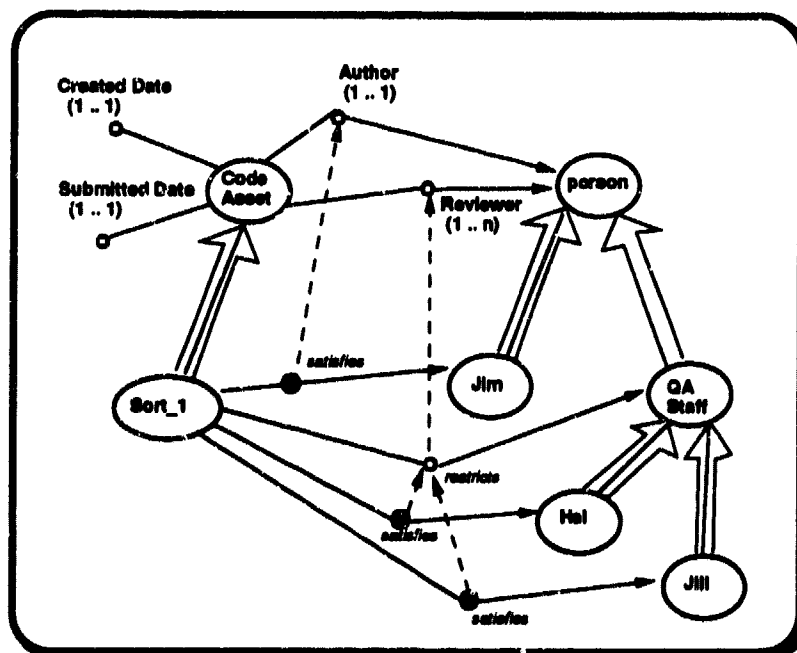 Author
(1 .. 1)
Created Date
(1 .. 1)
Code
Asset
person
Submitted Date
(1 .. 1)
Reviewer
(1 .. n)
satisfies
Jim
Sort_1
QA
Staff
restricts
Hal
satisfies
Jill
satisfies